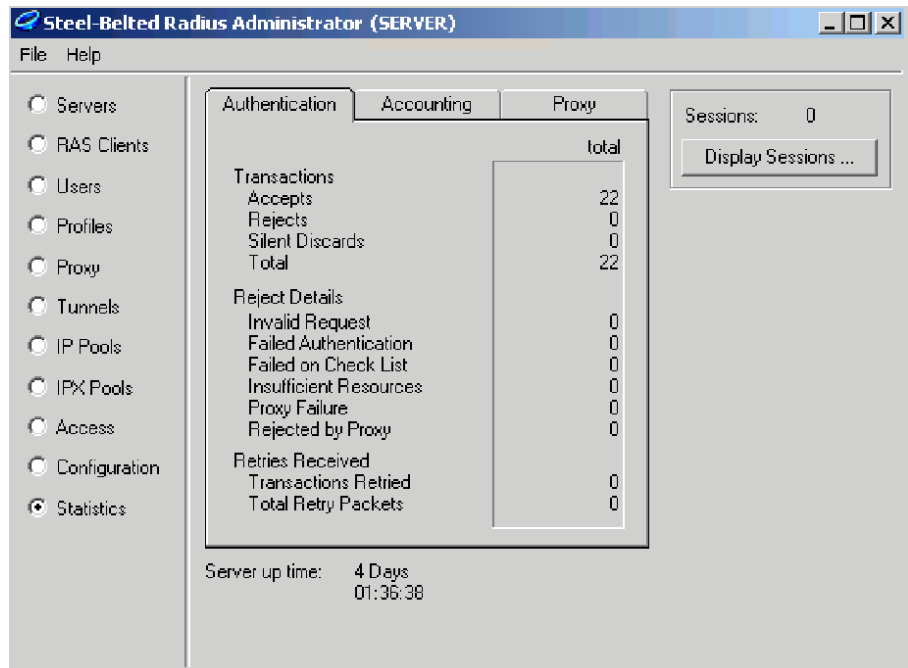 Steel-Belted Radius Administrator (SERVER)
File Help
Servers
RAS Clients
Users
Profiles
Proxy
Tunnels
IP Pools
IPX Pools
Access
Configuration
Statistics
Authentication Accounting Proxy
total
Transactions
Accepts 22
Rejects 0
Silent Discards 0
Total 22
Reject Details
Invalid Request 0
Failed Authentication 0
Failed on Check List 0
Insufficient Resources 0
Proxy Failure 0
Rejected by Proxy 0
Retries Received
Transactions Retried 0
Total Retry Packets 0
Server up time: 4 Days
01:36:38
Sessions: 0
Display Sessions ...